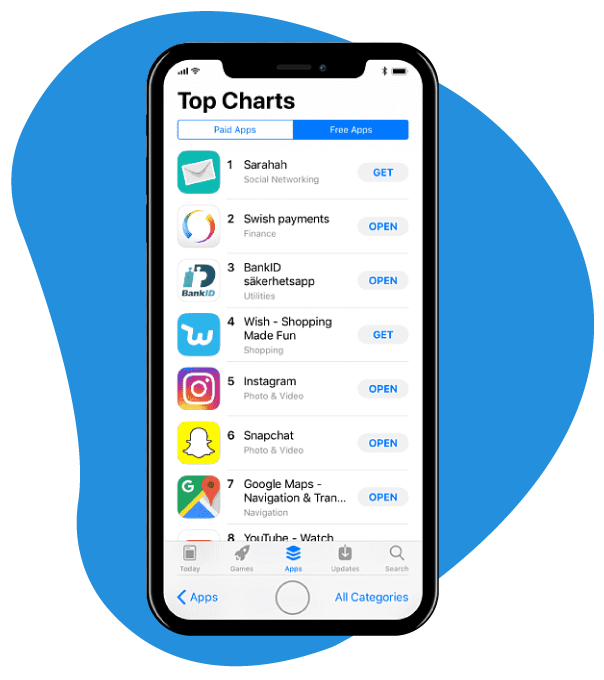 Top Charts
Paid Apps
Free Apps
1 Sarahah
Social Networking
GET
2 Swish payments
Finance
OPEN
3 BankID
säkerhetsapp
Utilities
OPEN
BankID
4 Wish - Shopping
Made Fun
Shopping
GET
5 Instagram
Photo & Video
OPEN
6 Snapchat
Photo & Video
OPEN
G
7 Google Maps -
Navigation & Tran...
Navigation
OPEN
8 YouTube - Watch
Today
Games
Apps
Updates
Search
Apps
All Categories